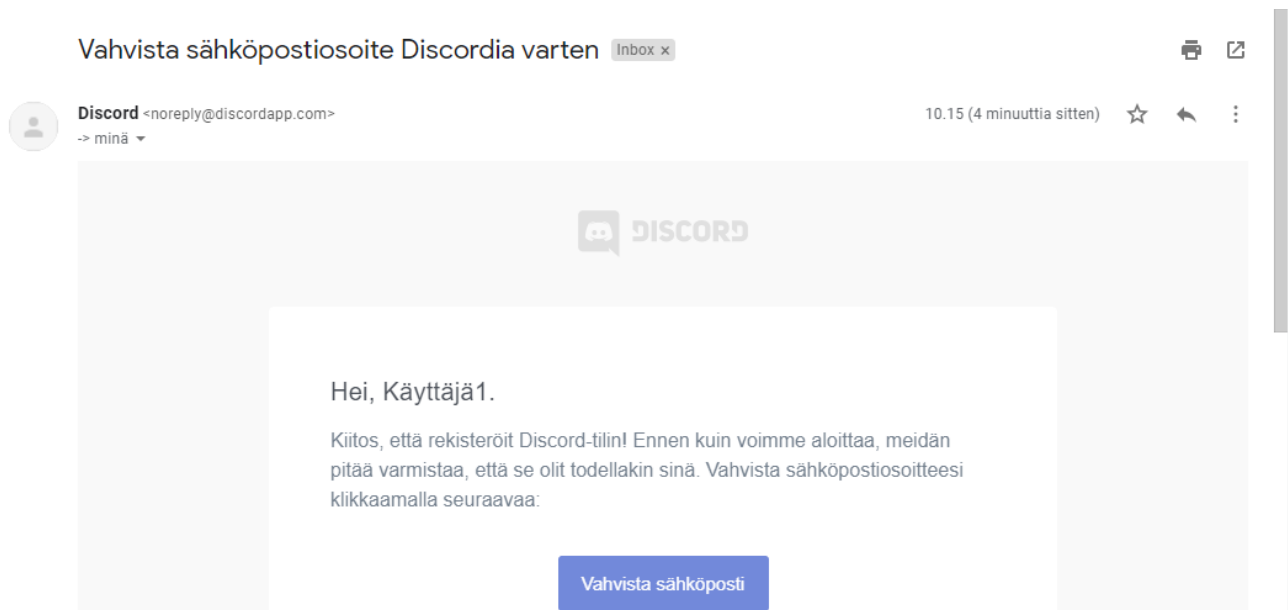 Vahvista sähköpostiosoite Discordia varten Inbox ×
Discord <noreply@discordapp.com> 10.15 (4 minuuttia sitten)
-> minä
DISCORD
Hei, Käyttäjä1.
Kiitos, että rekisteröit Discord-tilin! Ennen kuin voimme aloittaa, meidän
pitää varmistaa, että se olit todellakin sinä. Vahvista sähköpostiosoitteesi
klikkaamalla seuraavaa:
Vahvista sähköposti